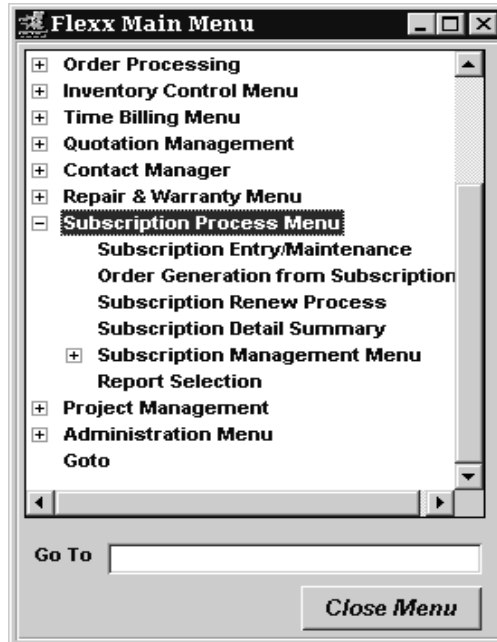 Flexx Main Menu
Order Processing
Inventory Control Menu
Time Billing Menu
Quotation Management
Contact Manager
Repair & Warranty Menu
Subscription Process Menu
Subscription Entry/Maintenance
Order Generation from Subscription
Subscription Renew Process
Subscription Detail Summary
Subscription Management Menu
Report Selection
Project Management
Administration Menu
Goto
Go To
Close Menu